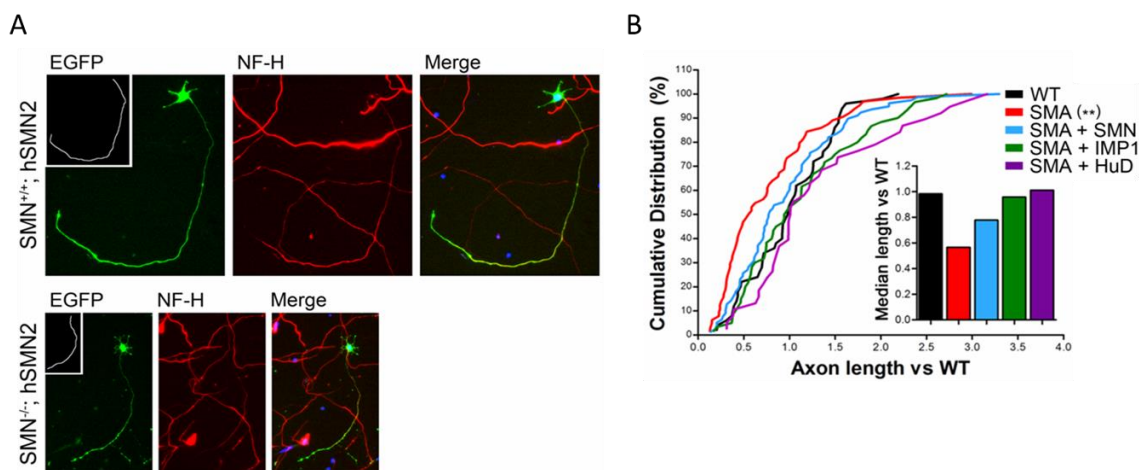 A
EGFP
NF-H
Merge
SMN+/+; hSMN2
EGFP
NF-H
Merge
SMN-/-; hSMN2
B
Cumulative Distribution (%)
110
100
90
80
70
60
50
40
30
20
10
0
0.0 0.5 1.0 1.5 2.0 2.5 3.0 3.5 4.0
Axon length vs WT
WT
SMA (**)
SMA + SMN
SMA + IMP1
SMA + HuD
Median length vs WT
1.2
1.0
0.8
0.6
0.4
0.2
0.0